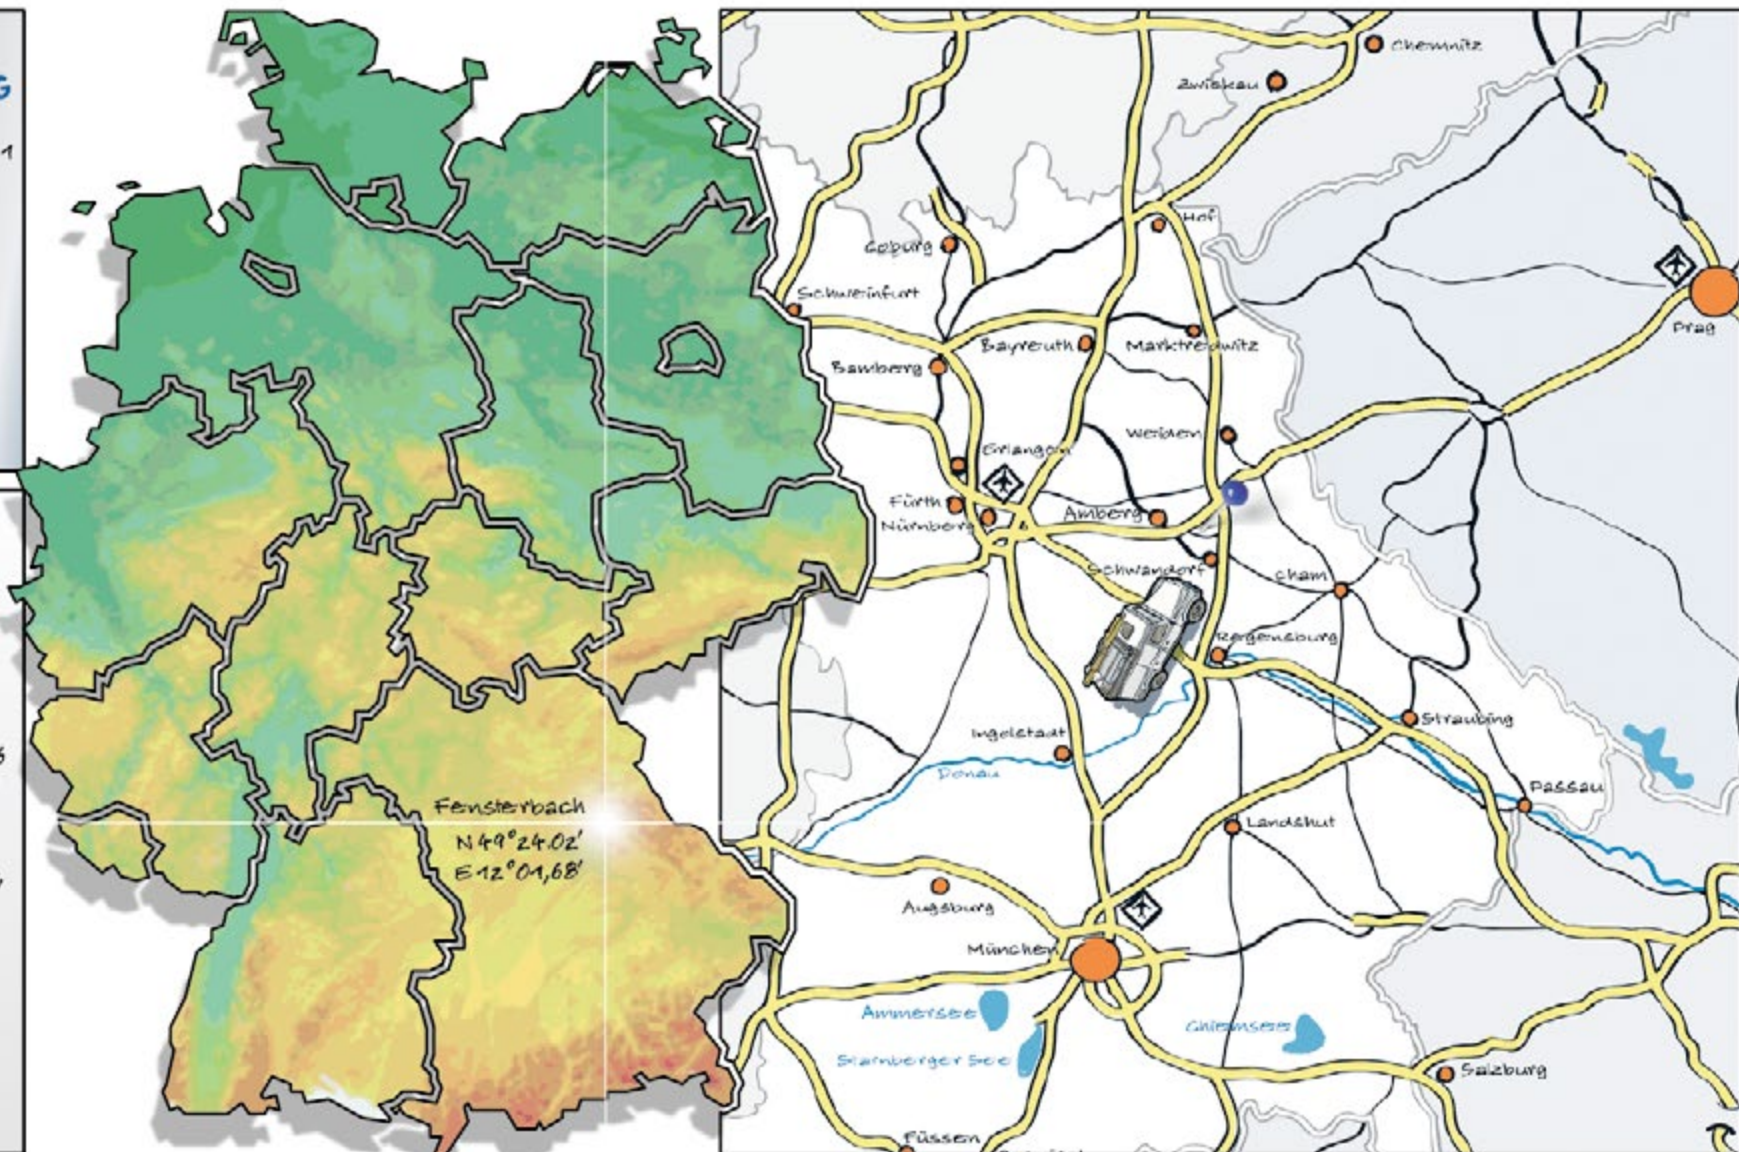 G
1
Fensterbach
N 49°24.02'
E 12°01,68'
Chemnitz
Zwickau
Hof
Coburg
Schweinfurt
Prag
Bayreuth
Marktredwitz
Bamberg
Weiden
Erlangen
Fürth
Nürnberg
Amberg
Schwandorf
Cham
Regensburg
Straubing
Ingolstadt
Donau
Passau
Landshut
Augsburg
München
Ammersee
Chiemsee
Starnberger See
Salzburg
Füssen